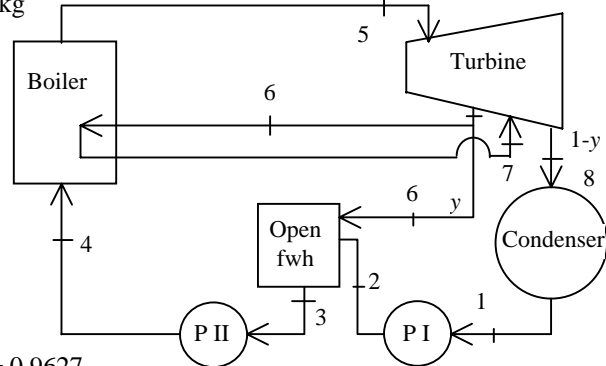 kg
5
Turbine
Boiler
6
1-y
7
8
6
y
Open
fwh
Condenser
4
2
1
3
P II
P I
0.9627